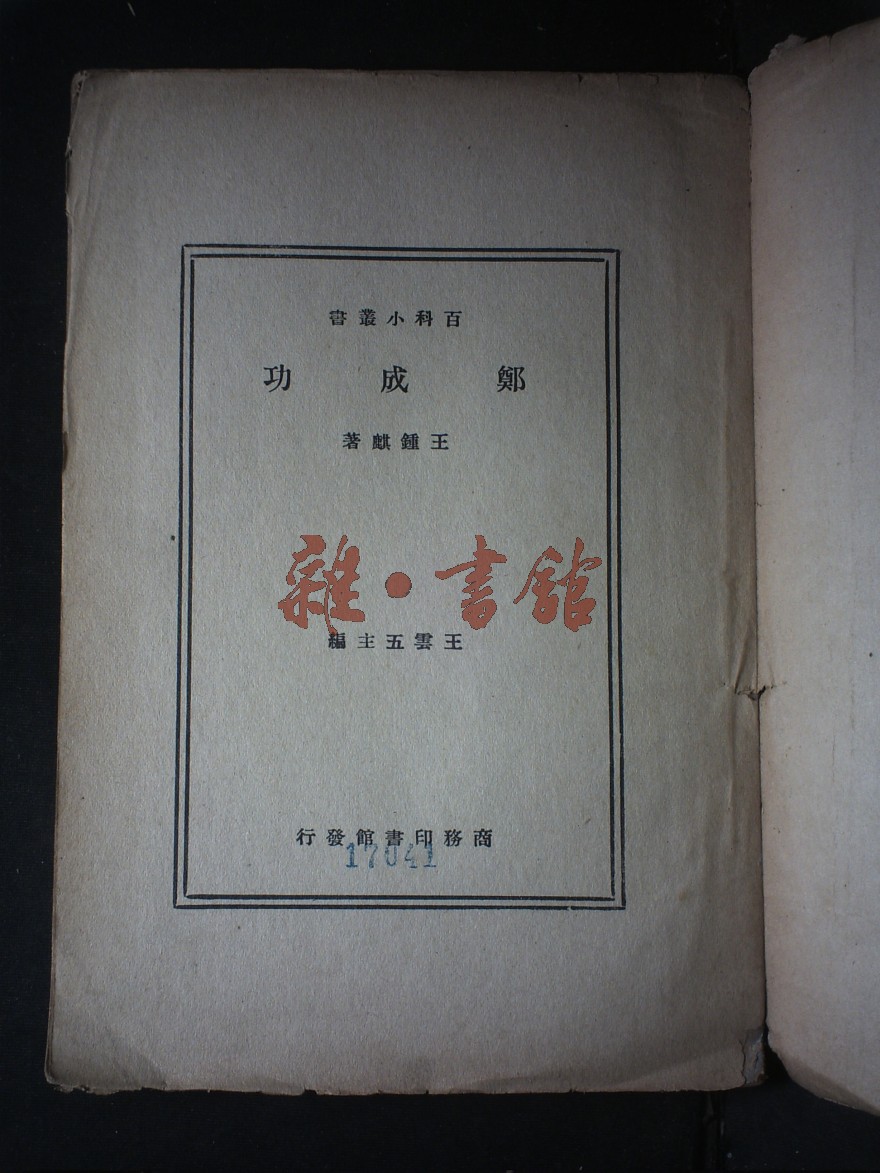 百科小叢書
鄭成功
王鍾麒著
雜•書館
王雲五主編
商務印書館發行
17041